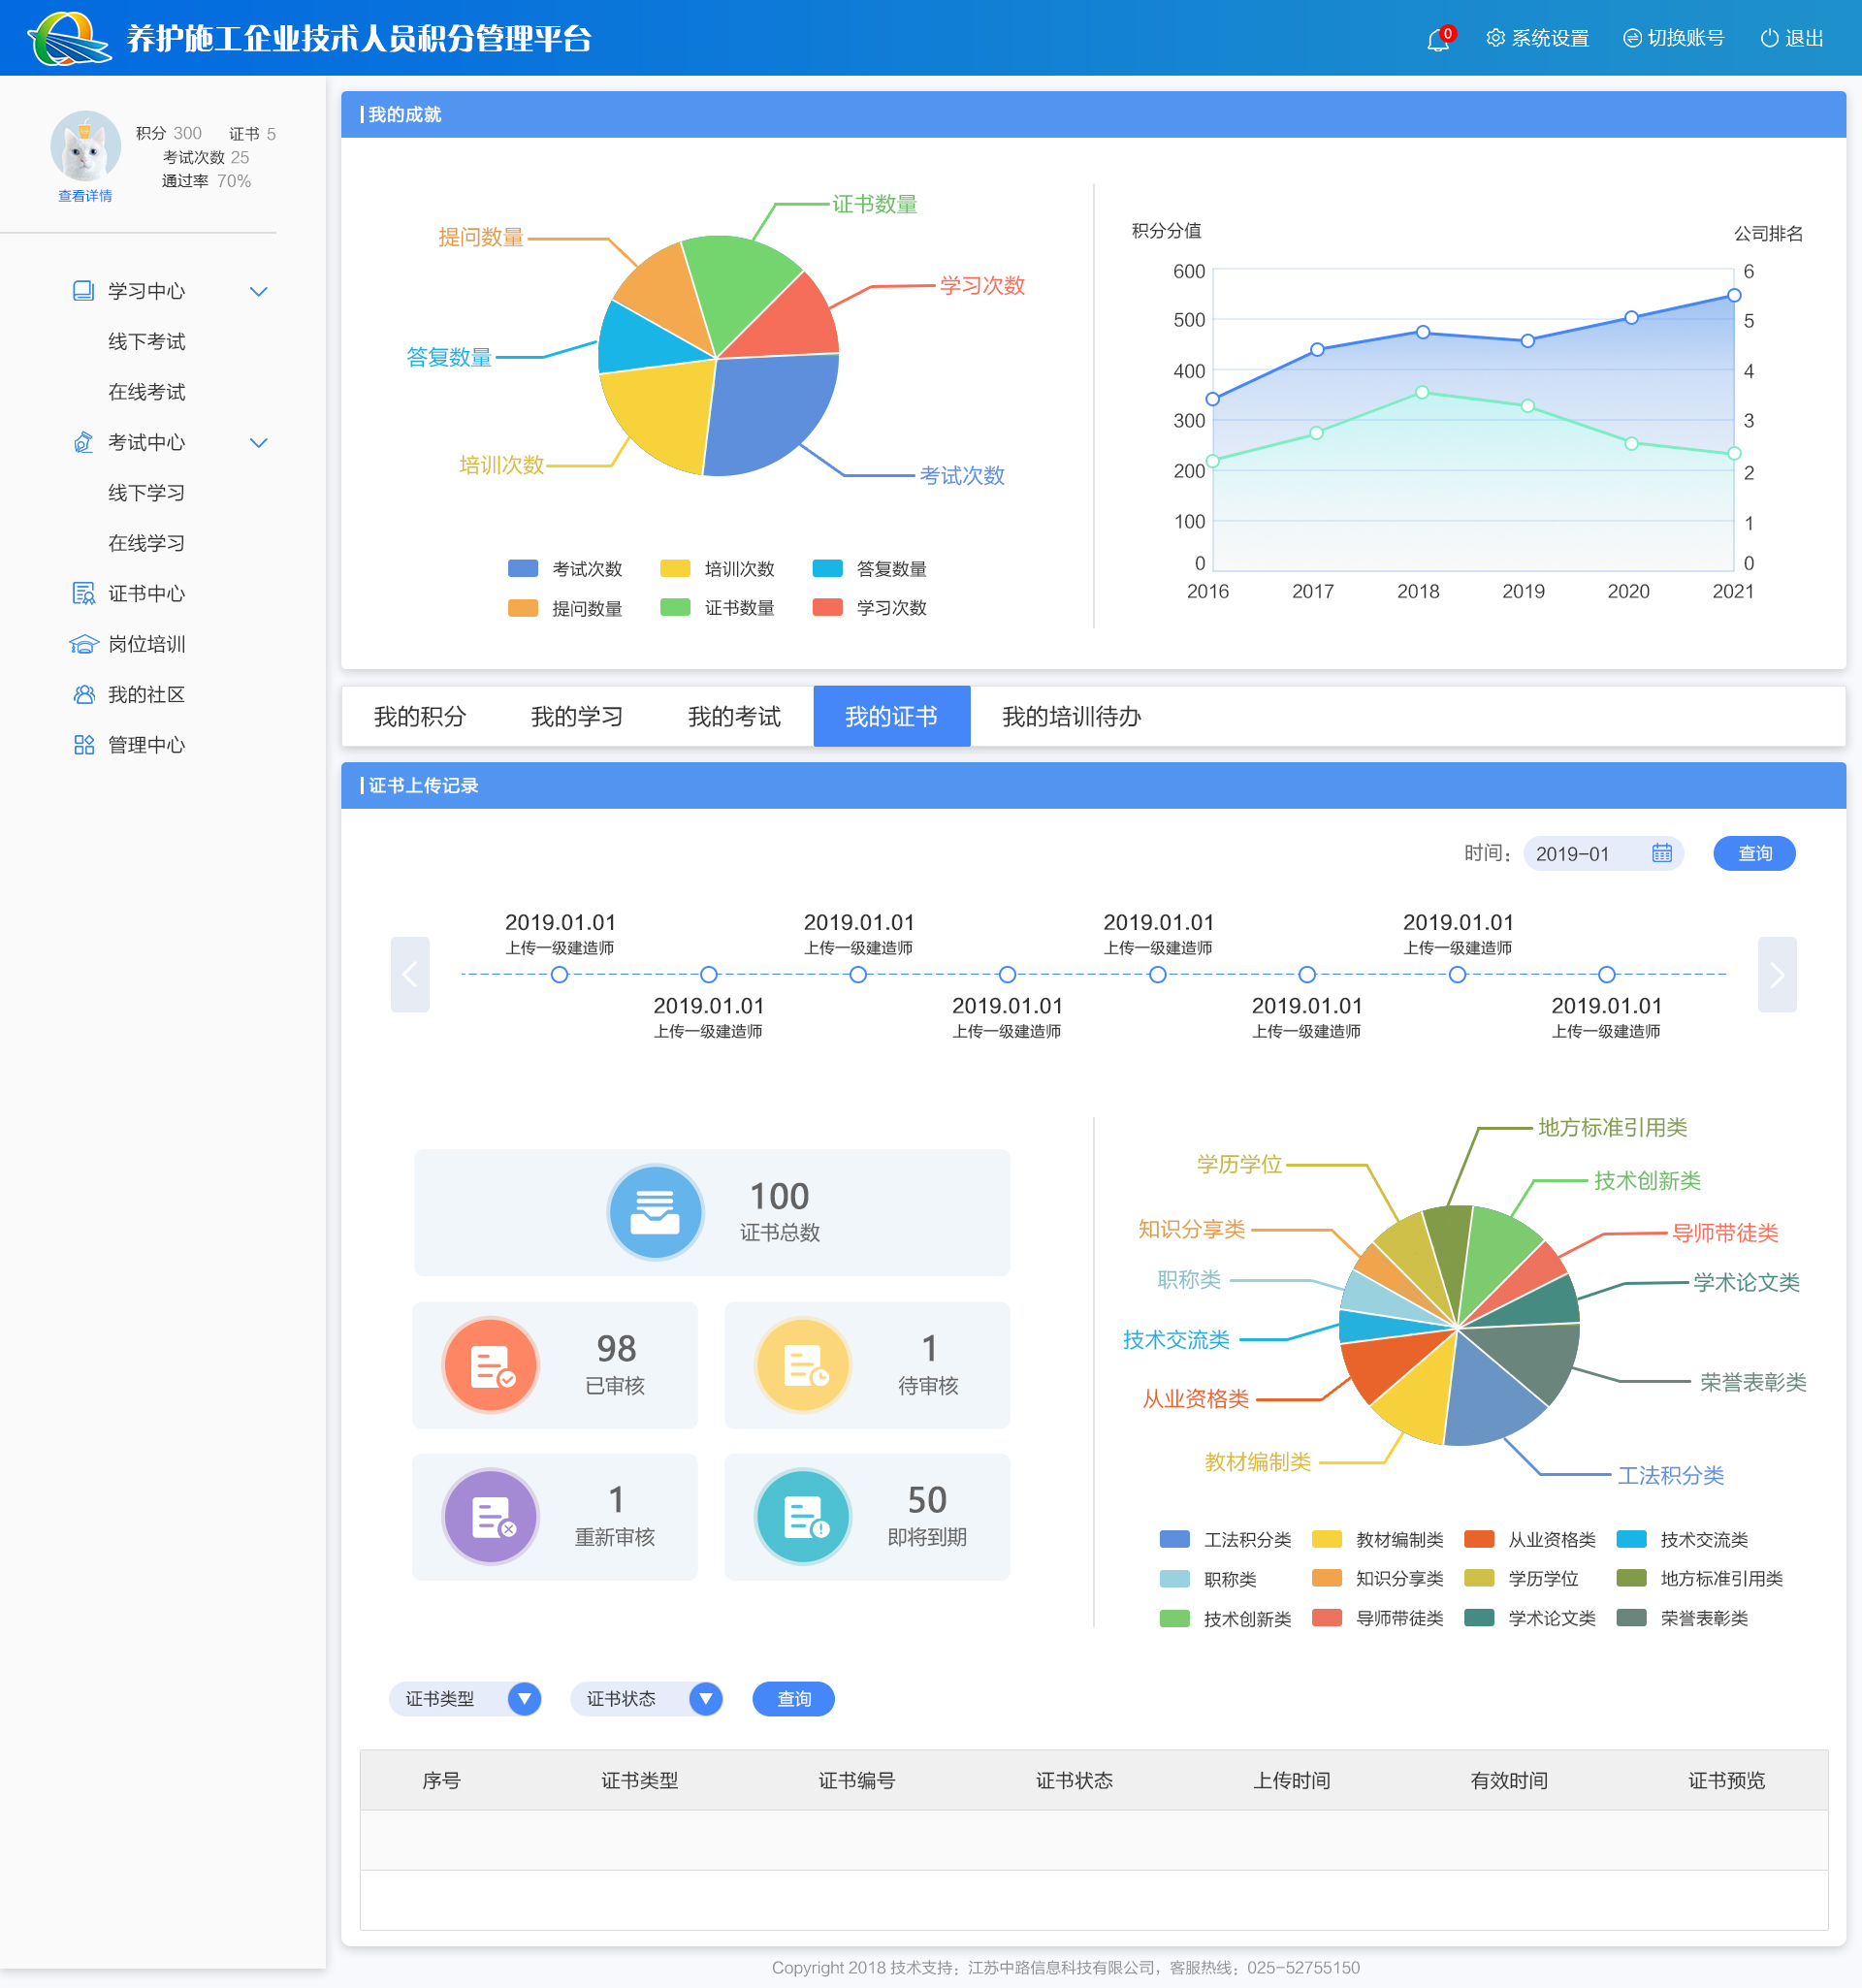 养护施工企业技术人员积分管理平台
0
系统设置
切换账号
退出
积分 300 证书 5
考试次数 25
通过率 70%
查看详情
学习中心
线下考试
在线考试
考试中心
线下学习
在线学习
证书中心
岗位培训
我的社区
管理中心
我的成就
证书数量
提问数量
学习次数
答复数量
培训次数
考试次数
考试次数 培训次数 答复数量
提问数量 证书数量 学习次数
积分分值
公司排名
600 6
500 5
400 4
300 3
200 2
100 1
0 0
2016 2017 2018 2019 2020 2021
我的积分 我的学习 我的考试 我的证书 我的培训待办
证书上传记录
时间： 2019-01 查询
2019.01.01 2019.01.01 2019.01.01 2019.01.01
上传一级建造师 上传一级建造师 上传一级建造师 上传一级建造师
2019.01.01 2019.01.01 2019.01.01 2019.01.01
上传一级建造师 上传一级建造师 上传一级建造师 上传一级建造师
100
证书总数
98
已审核
1
待审核
1
重新审核
50
即将到期
地方标准引用类
学历学位
技术创新类
知识分享类
导师带徒类
职称类
学术论文类
技术交流类
荣誉表彰类
从业资格类
教材编制类
工法积分类
工法积分类 教材编制类 从业资格类 技术交流类
职称类 知识分享类 学历学位 地方标准引用类
技术创新类 导师带徒类 学术论文类 荣誉表彰类
证书类型 证书状态 查询
序号 证书类型 证书编号 证书状态 上传时间 有效时间 证书预览
Copyright 2018 技术支持：江苏中路信息科技有限公司，客服热线：025-52755150